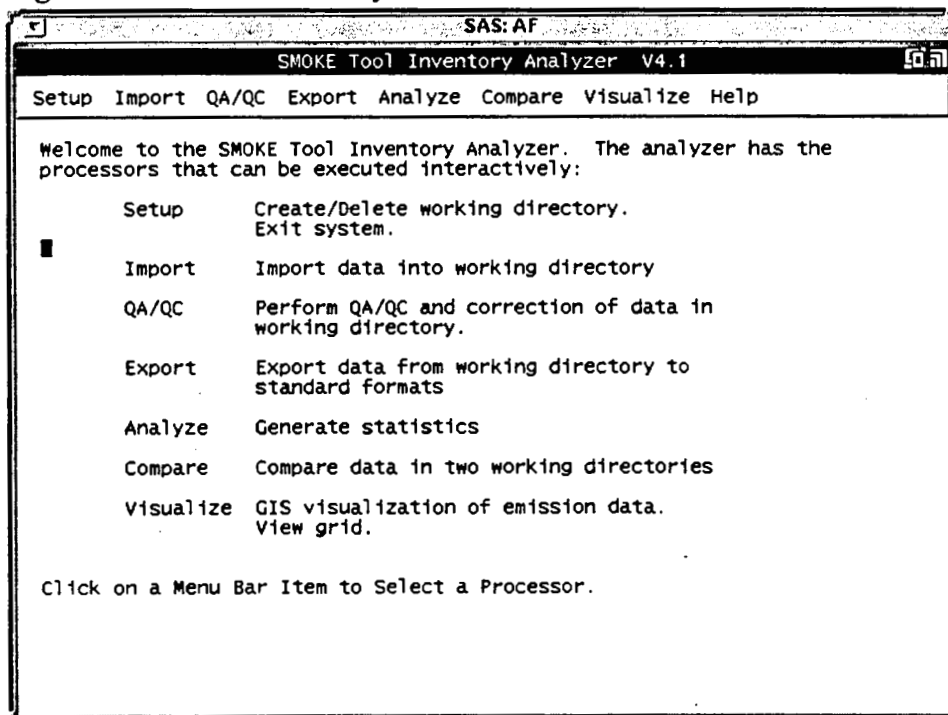 SAS: AF
SMOKE Tool Inventory Analyzer V4.1
Setup Import QA/QC Export Analyze Compare Visualize Help
Welcome to the SMOKE Tool Inventory Analyzer. The analyzer has the
processors that can be executed interactively:
Setup Create/Delete working directory.
Exit system.
Import Import data into working directory
QA/QC Perform QA/QC and correction of data in
working directory.
Export Export data from working directory to
standard formats
Analyze Generate statistics
Compare Compare data in two working directories
Visualize GIS visualization of emission data.
View grid.
Click on a Menu Bar Item to Select a Processor.